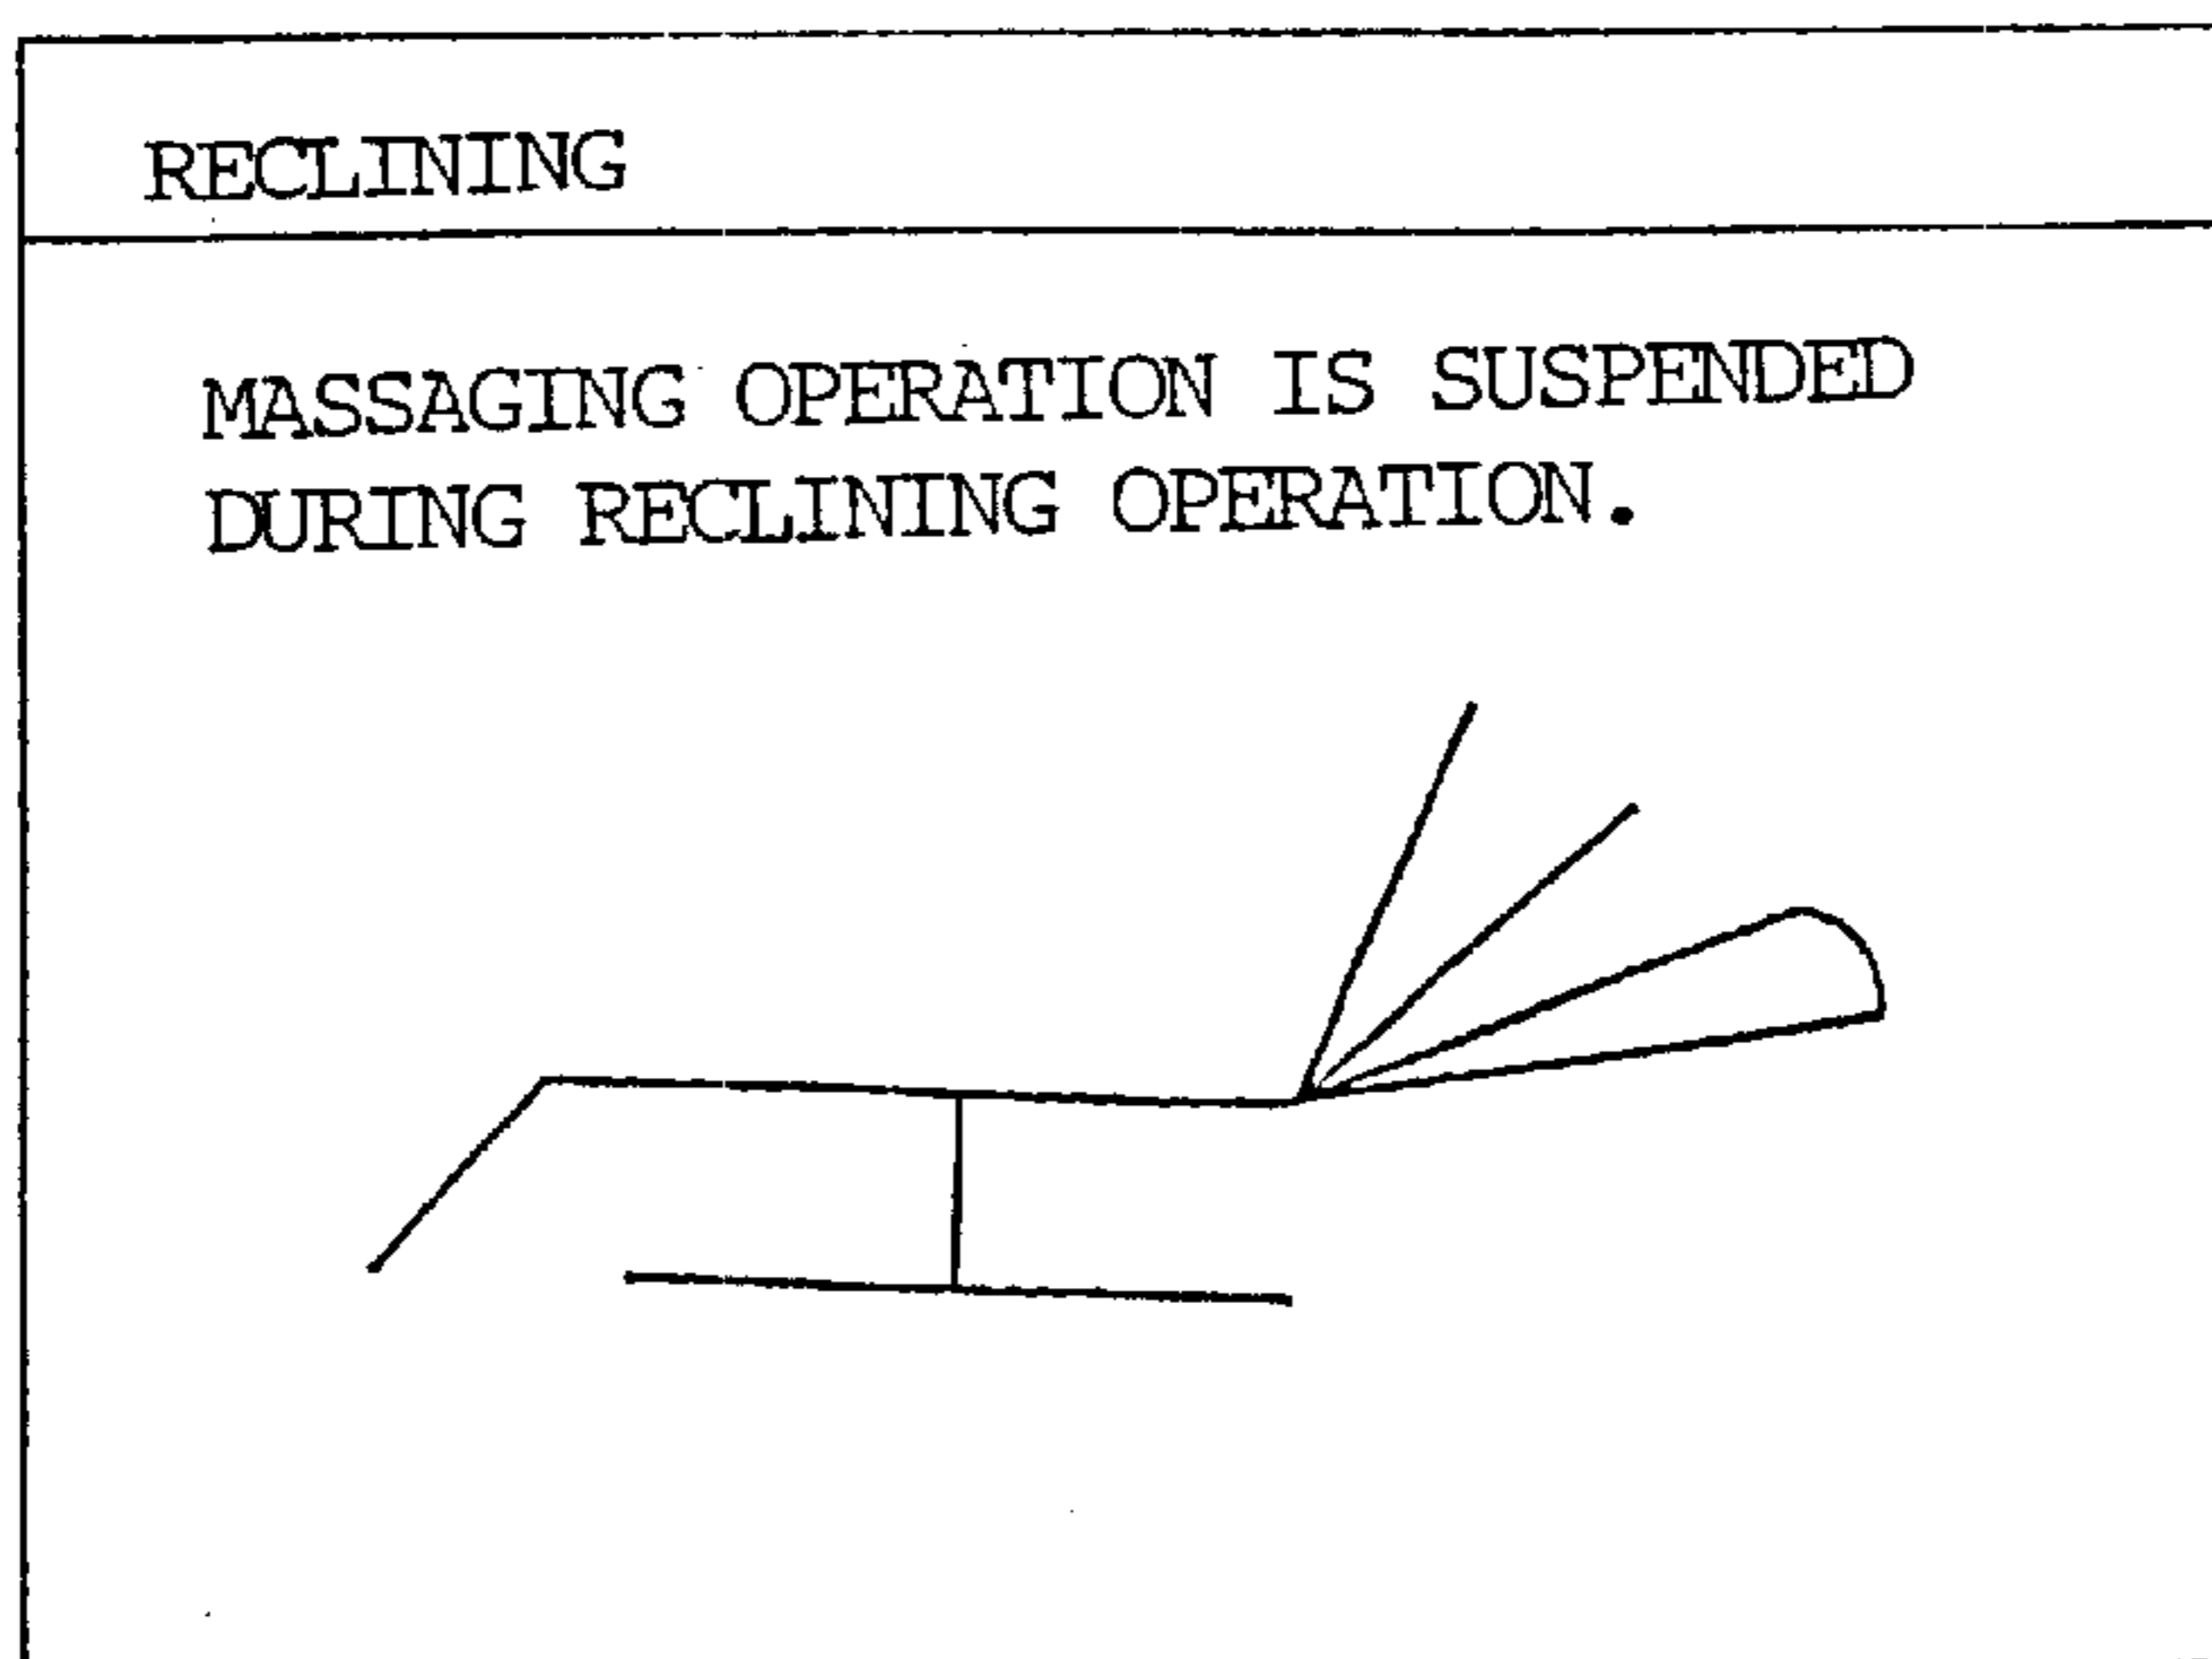 RECLINING
MASSAGING OPERATION IS SUSPENDED
DURING RECLINING OPERATION.